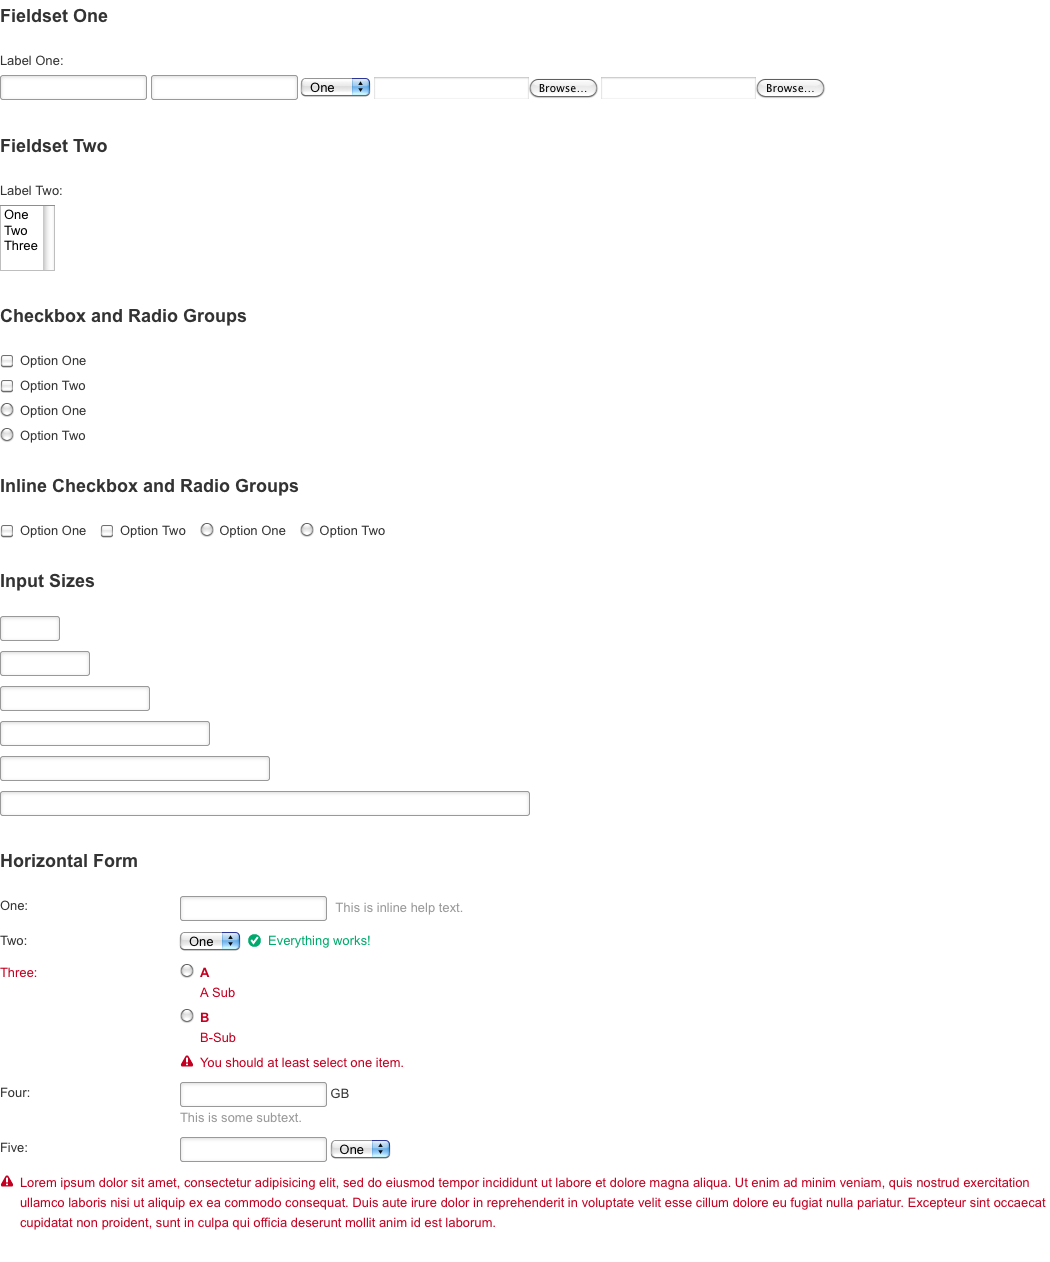 Fieldset One
Label One:
One Browse... Browse...
Fieldset Two
Label Two:
One
Two
Three
Checkbox and Radio Groups
Option One
Option Two
Option One
Option Two
Inline Checkbox and Radio Groups
Option One Option Two Option One Option Two
Input Sizes
Horizontal Form
One: This is inline help text.
Two: One Everything works!
Three: A
A Sub
B
B-Sub
You should at least select one item.
Four: GB
This is some subtext.
Five: One
Lorem ipsum dolor sit amet, consectetur adipisicing elit, sed do eiusmod tempor incididunt ut labore et dolore magna aliqua. Ut enim ad minim veniam, quis nostrud exercitation
ullamco laboris nisi ut aliquip ex ea commodo consequat. Duis aute irure dolor in reprehenderit in voluptate velit esse cillum dolore eu fugiat nulla pariatur. Excepteur sint occaecat
cupidatat non proident, sunt in culpa qui officia deserunt mollit anim id est laborum.